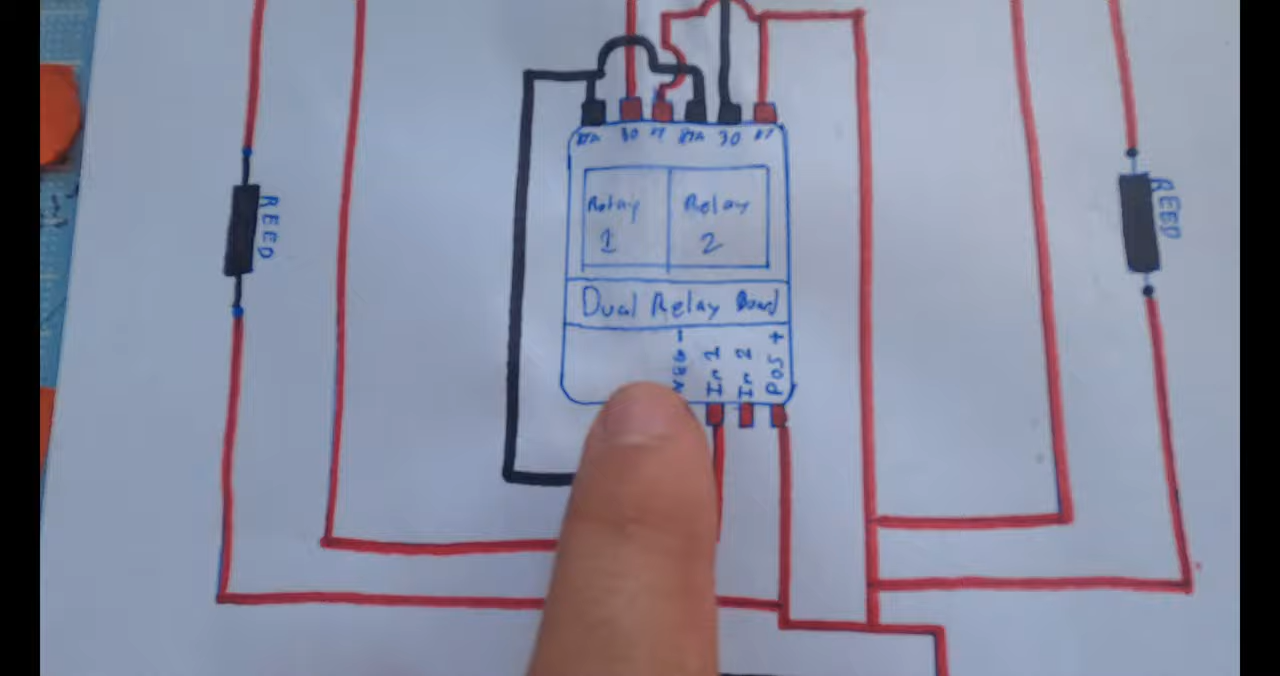 87A 30 87 87A 30 87
Relay
1
Relay
2
Dual Relay Board
NEG -
In 1
In 2
POS +
REED
REED